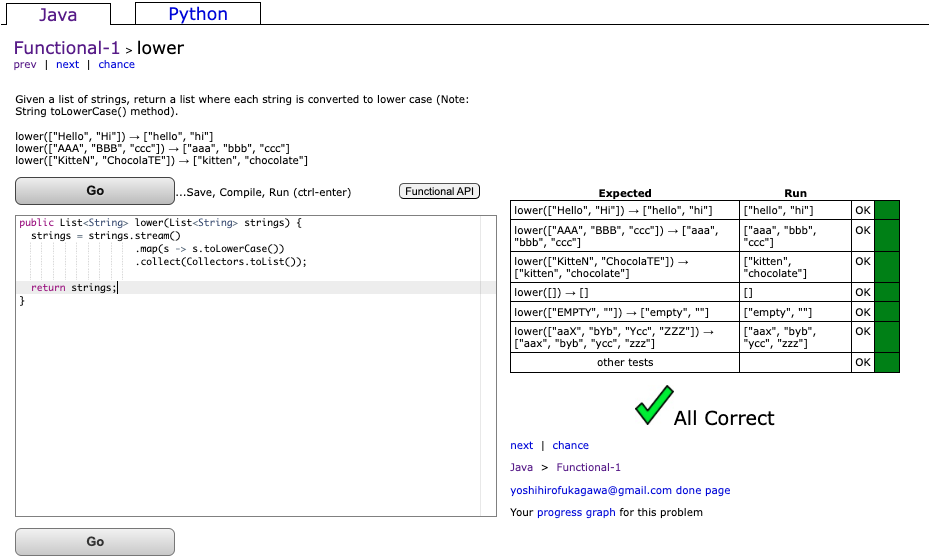 Java
Python
Functional-1 > lower
prev | next | chance
Given a list of strings, return a list where each string is converted to lower case (Note:
String toLowerCase() method).
lower(["Hello", "Hi"]) → ["hello", "hi"]
lower(["AAA", "BBB", "ccc"]) → ["aaa", "bbb", "ccc"]
lower(["KitteN", "ChocolaTE"]) → ["kitten", "chocolate"]
Go
...Save, Compile, Run (ctrl-enter)
Functional API
public List<String> lower(List<String> strings) {
  strings = strings.stream()
                   .map(s -> s.toLowerCase())
                   .collect(Collectors.toList());

  return strings;
}
Go
Expected Run
lower(["Hello", "Hi"]) → ["hello", "hi"] ["hello", "hi"] OK
lower(["AAA", "BBB", "ccc"]) → ["aaa", ["aaa", "bbb", OK
"bbb", "ccc"] "ccc"]
lower(["KitteN", "ChocolaTE"]) → ["kitten", OK
["kitten", "chocolate"] "chocolate"]
lower([]) → [] [] OK
lower(["EMPTY", ""]) → ["empty", ""] ["empty", ""] OK
lower(["aaX", "bYb", "Ycc", "ZZZ"]) → ["aax", "byb", OK
["aax", "byb", "ycc", "zzz"] "ycc", "zzz"]
other tests OK
All Correct
next | chance
Java > Functional-1
yoshihirofukagawa@gmail.com done page
Your progress graph for this problem